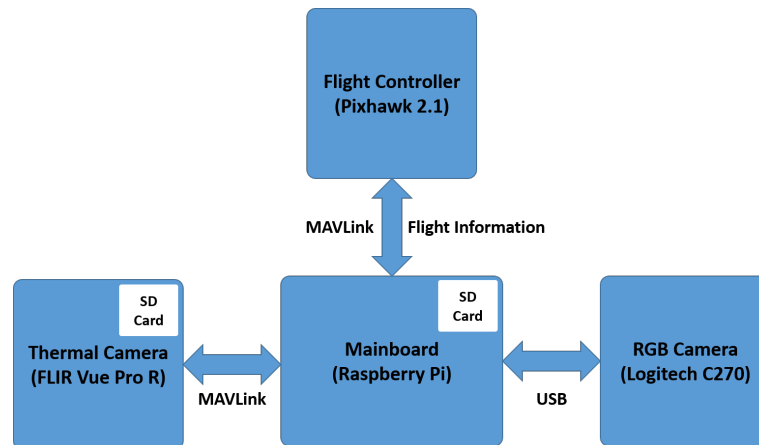 Flight Controller
(Pixhawk 2.1)
MAVLink
Flight Information
SD
Card
Thermal Camera
(FLIR Vue Pro R)
MAVLink
SD
Card
Mainboard
(Raspberry Pi)
USB
RGB Camera
(Logitech C270)